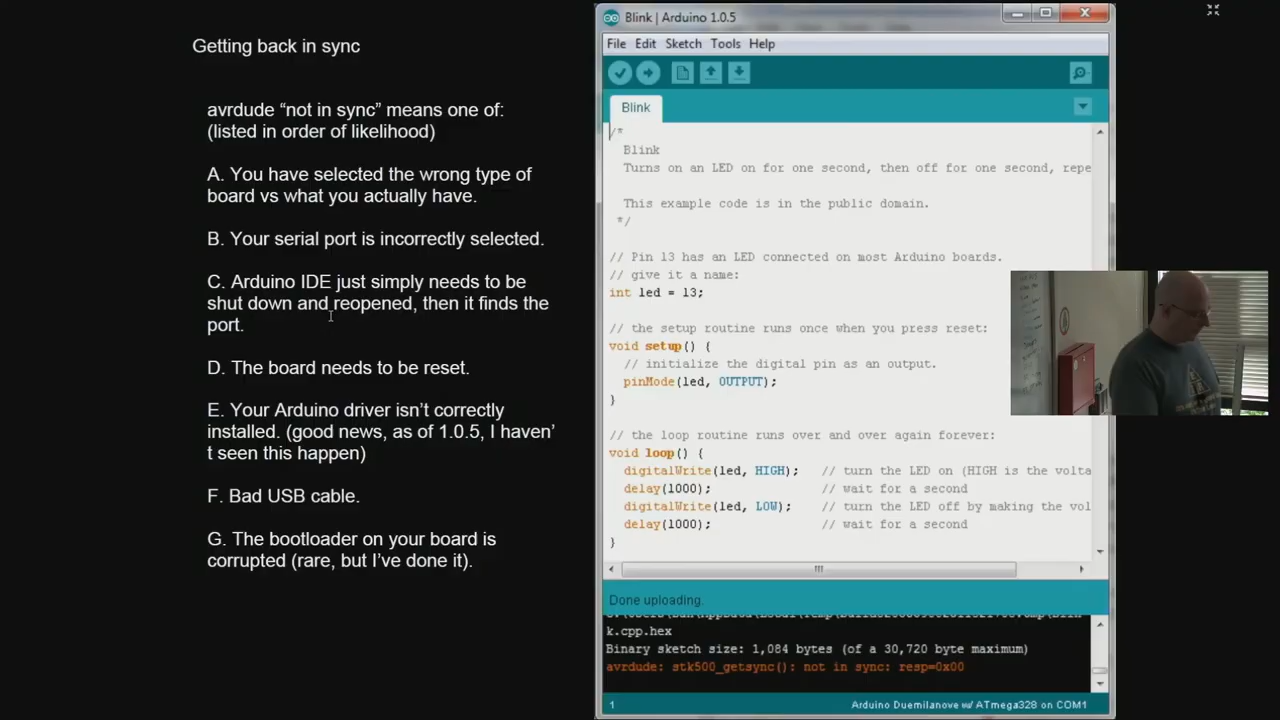 Getting back in sync
avrdude “not in sync” means one of:
(listed in order of likelihood)
A. You have selected the wrong type of
board vs what you actually have.
B. Your serial port is incorrectly selected.
C. Arduino IDE just simply needs to be
shut down and reopened, then it finds the
port.
D. The board needs to be reset.
E. Your Arduino driver isn’t correctly
installed. (good news, as of 1.0.5, I haven’
t seen this happen)
F. Bad USB cable.
G. The bootloader on your board is
corrupted (rare, but I’ve done it).
Blink | Arduino 1.0.5
File Edit Sketch Tools Help
Blink
/*
Blink
Turns on an LED on for one second, then off for one second, repe
This example code is in the public domain.
*/
// Pin 13 has an LED connected on most Arduino boards.
// give it a name:
int led = 13;
// the setup routine runs once when you press reset:
void setup() {
// initialize the digital pin as an output.
pinMode(led, OUTPUT);
}
// the loop routine runs over and over again forever:
void loop() {
digitalWrite(led, HIGH); // turn the LED on (HIGH is the volta
delay(1000); // wait for a second
digitalWrite(led, LOW); // turn the LED off by making the vol
delay(1000); // wait for a second
}
Done uploading.
k.cpp.hex
Binary sketch size: 1,084 bytes (of a 30,720 byte maximum)
avrdude: stk500_getsync(): not in sync: resp=0x00
1 Arduino Duemilanove w/ ATmega328 on COM1